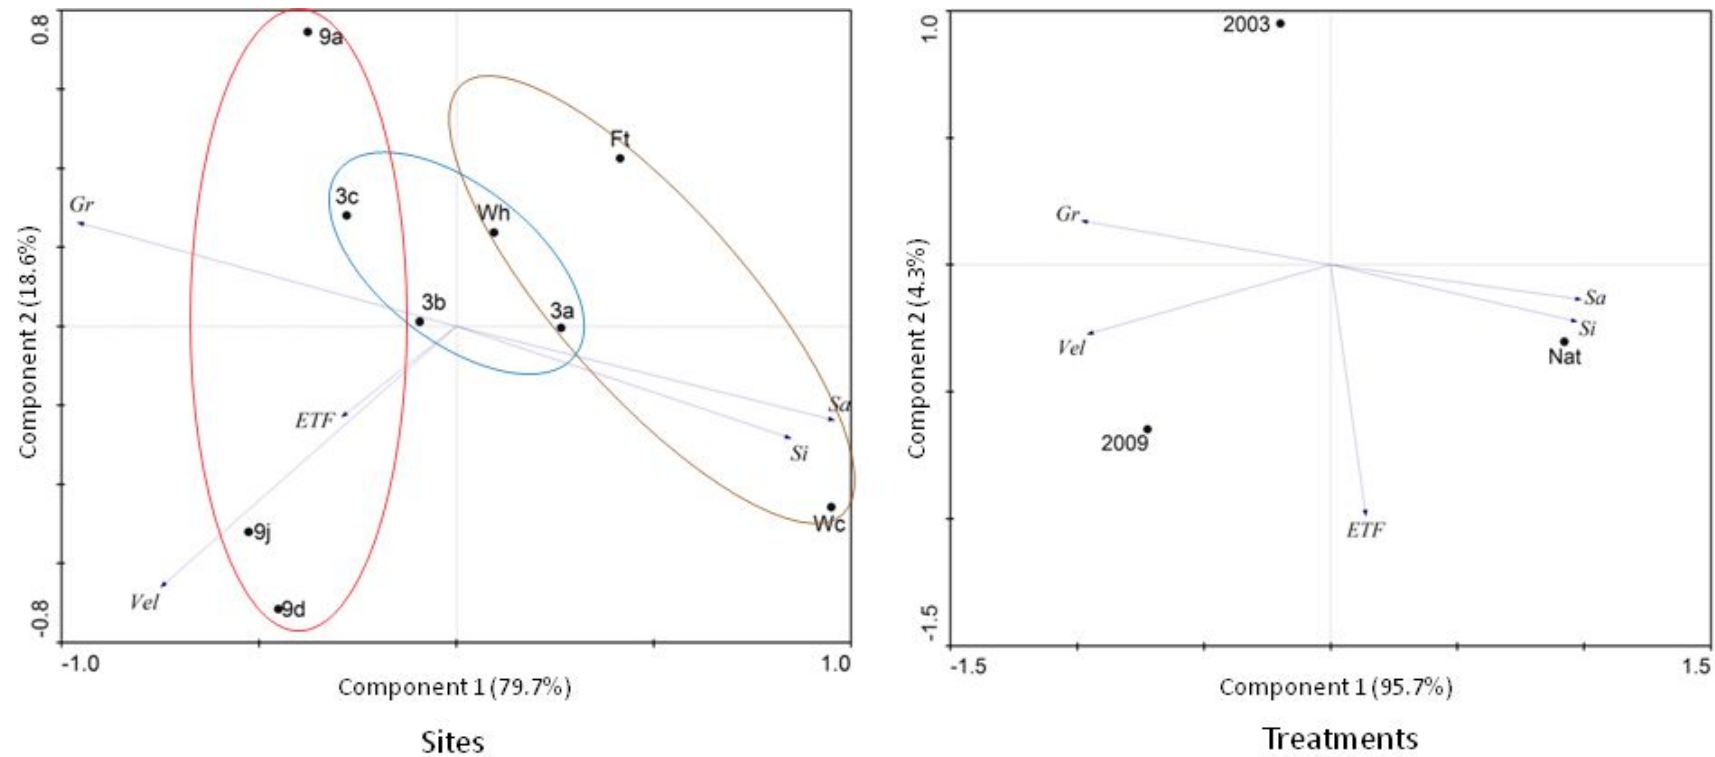 0.8
9a
Ft
3c
Wh
Gr
3b
3a
ETF
Sa
Si
Wc
9j
Vel
9d
-0.8
-1.0
1.0
Component 2 (18.6%)
Component 1 (79.7%)
Sites
1.0
2003
Gr
Sa
Si
Vel
Nat
2009
ETF
-1.5
-1.5
1.5
Component 2 (4.3%)
Component 1 (95.7%)
Treatments